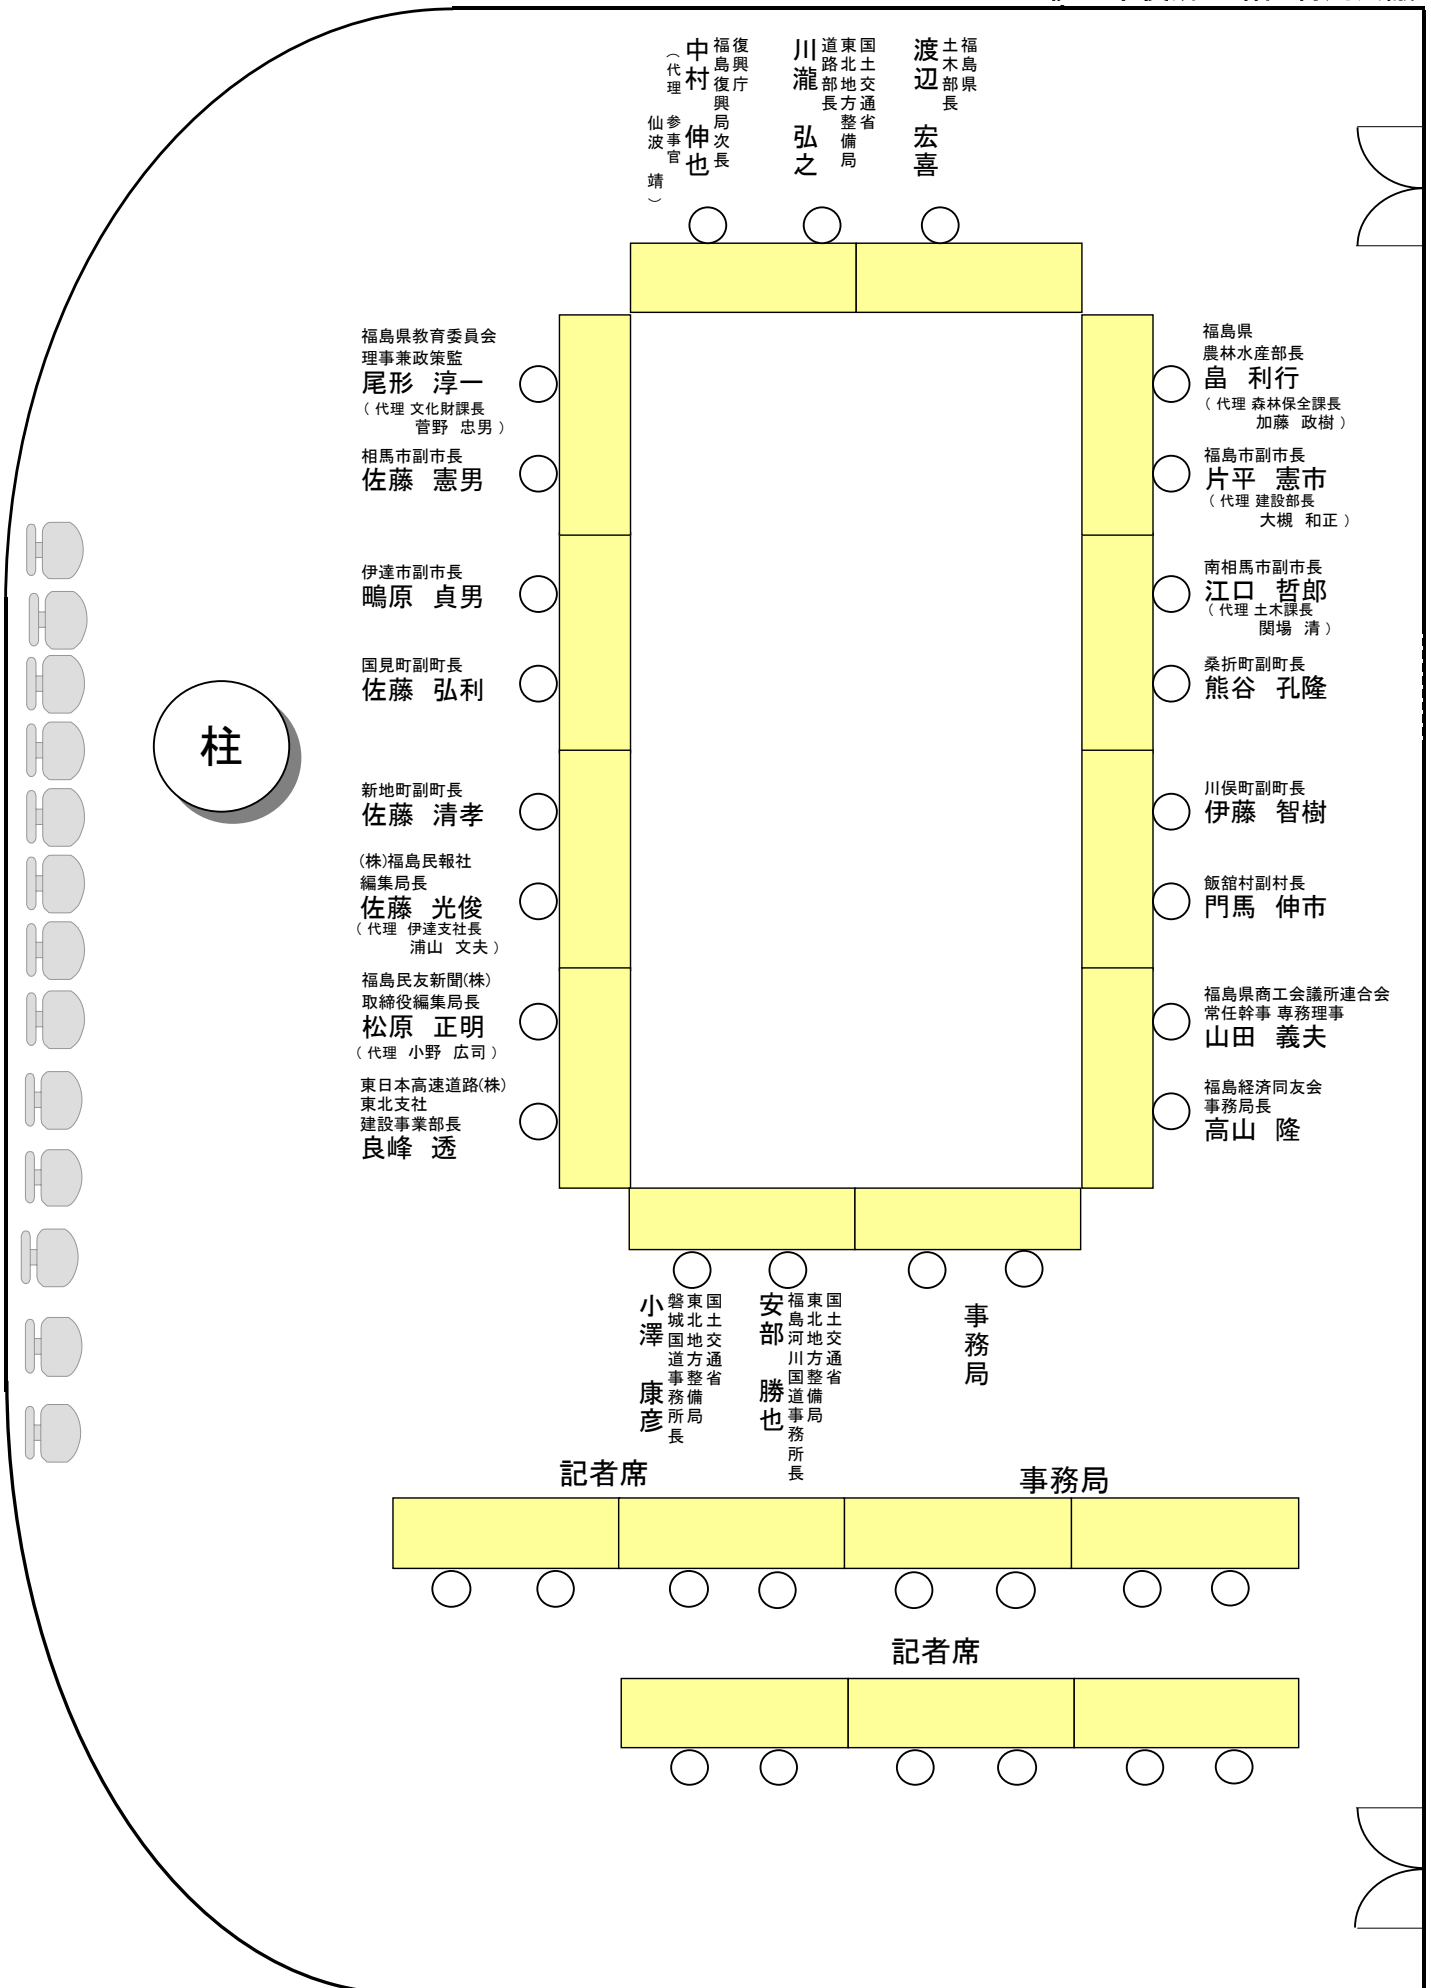 福島県
土木部長
渡辺 宏喜
国土交通省
東北地方整備局
道路部長
川瀧 弘之
復興庁
福島復興局次長
中村 伸也
（代理 参事官
仙波 靖）
福島県教育委員会
理事兼政策監
尾形 淳一
（ 代理 文化財課長
菅野 忠男 ）
相馬市副市長
佐藤 憲男
伊達市副市長
鴫原 貞男
国見町副町長
佐藤 弘利
新地町副町長
佐藤 清孝
(株)福島民報社
編集局長
佐藤 光俊
（ 代理 伊達支社長
浦山 文夫 ）
福島民友新聞(株)
取締役編集局長
松原 正明
（ 代理 小野 広司 ）
東日本高速道路(株)
東北支社
建設事業部長
良峰 透
福島県
農林水産部長
畠 利行
（ 代理 森林保全課長
加藤 政樹 ）
福島市副市長
片平 憲市
（ 代理 建設部長
大槻 和正 ）
南相馬市副市長
江口 哲郎
（ 代理 土木課長
関場 清 ）
桑折町副町長
熊谷 孔隆
川俣町副町長
伊藤 智樹
飯舘村副村長
門馬 伸市
福島県商工会議所連合会
常任幹事 専務理事
山田 義夫
福島経済同友会
事務局長
高山 隆
柱
事務局
国土交通省
東北地方整備局
福島河川国道事務所長
安部 勝也
国土交通省
東北地方整備局
磐城国道事務所長
小澤 康彦
記者席
事務局
記者席